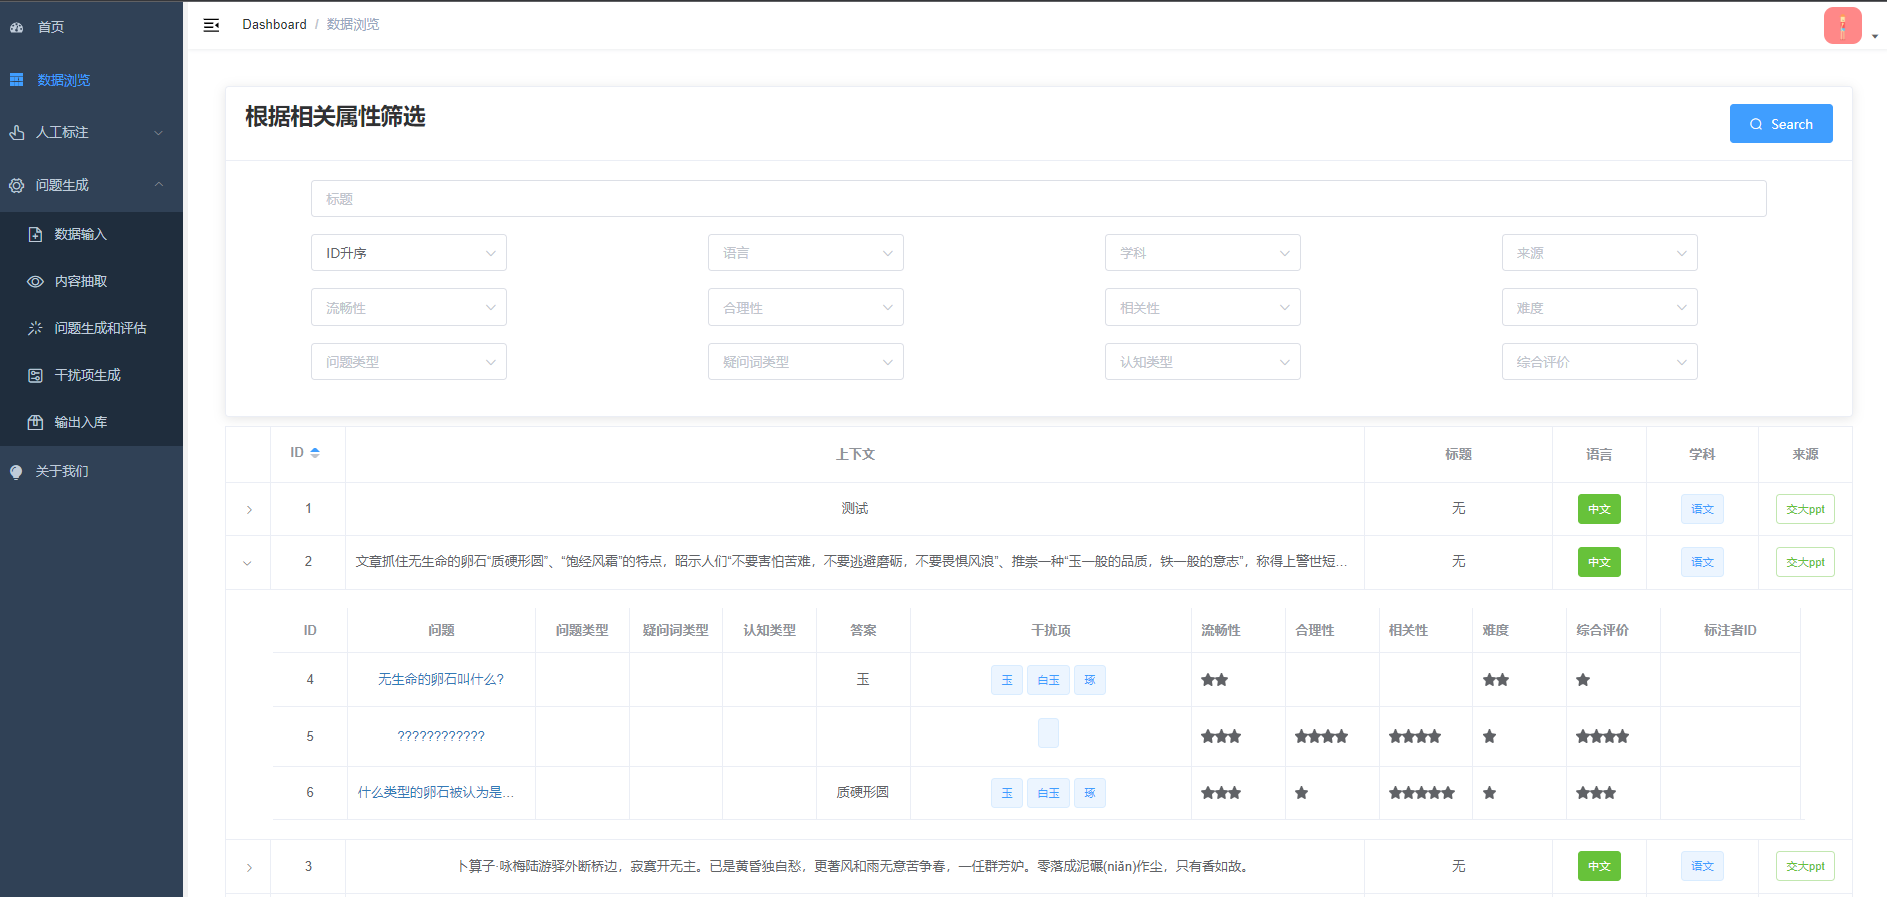 首页
数据浏览
人工标注
问题生成
数据输入
内容抽取
问题生成和评估
干扰项生成
输出入库
关于我们
Dashboard / 数据浏览
根据相关属性筛选
Search
标题
ID升序 语言 学科 来源
流畅性 合理性 相关性 难度
问题类型 疑问词类型 认知类型 综合评价
ID 上下文 标题 语言 学科 来源
1 测试 无 中文 语文 交大ppt
2 文章抓住无生命的卵石“质硬形圆”、“饱经风霜”的特点，昭示人们“不要害怕苦难，不要逃避磨砺，不要畏惧风浪”、推崇一种“玉一般的品质，铁一般的意志”，称得上警世短... 无 中文 语文 交大ppt
ID 问题 问题类型 疑问词类型 认知类型 答案 干扰项 流畅性 合理性 相关性 难度 综合评价 标注者ID
4 无生命的卵石叫什么? 玉 玉 白玉 琢
5 ????????????
6 什么类型的卵石被认为是... 质硬形圆 玉 白玉 琢
3 卜算子·咏梅陆游驿外断桥边，寂寞开无主。已是黄昏独自愁，更著风和雨无意苦争春，一任群芳妒。零落成泥碾(niǎn)作尘，只有香如故。 无 中文 语文 交大ppt